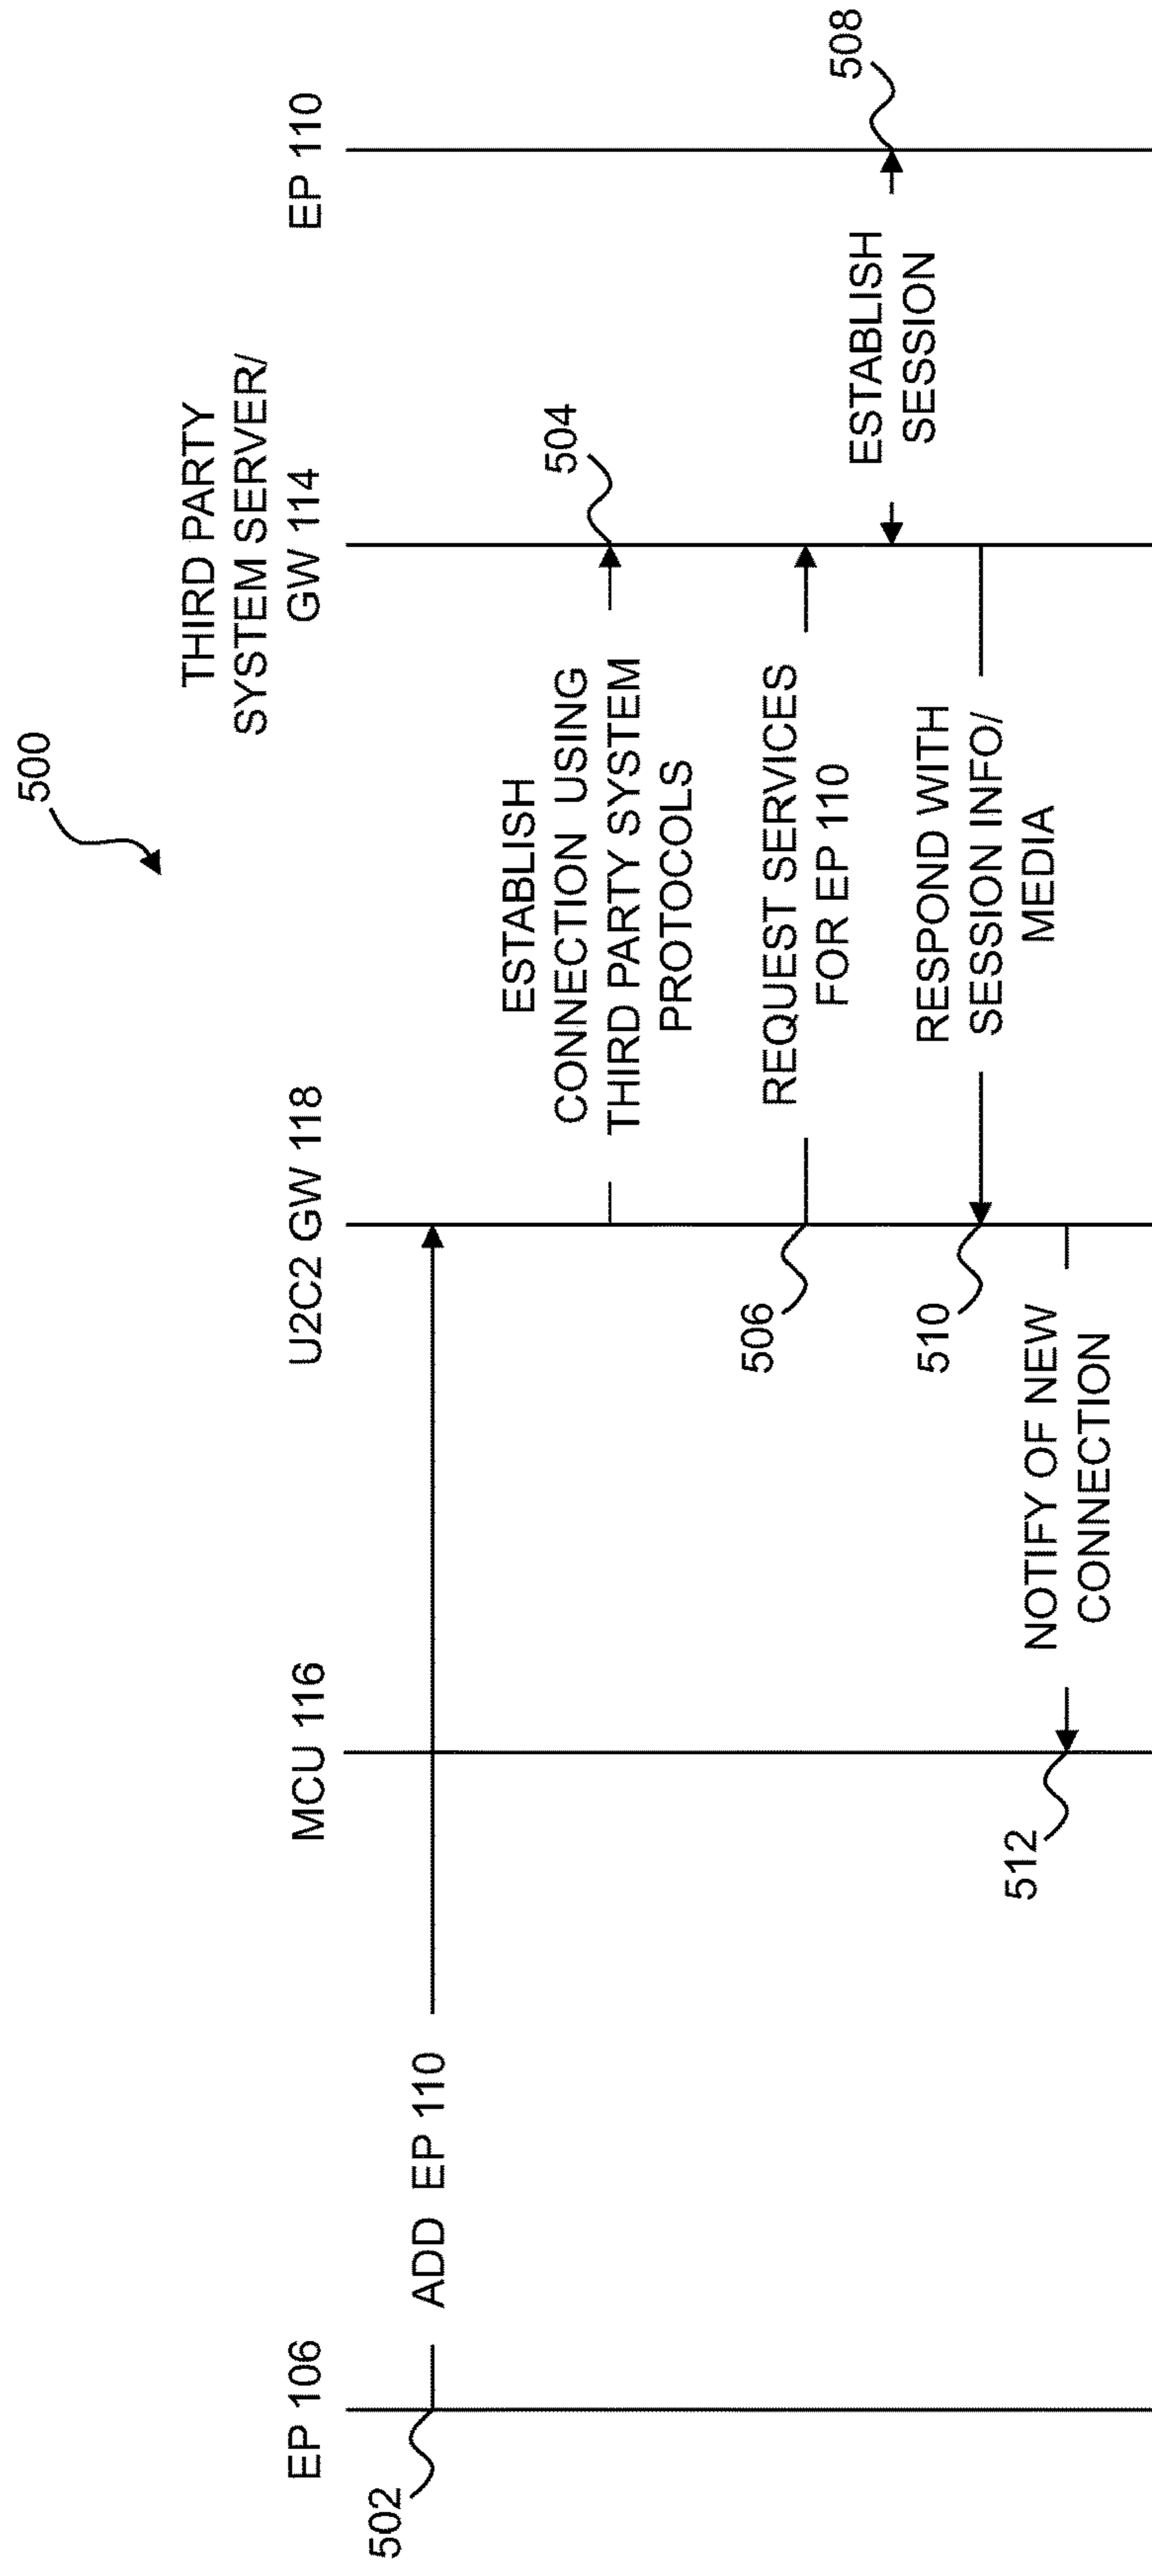 500
EP 106
MCU 116
U2C2 GW 118
THIRD PARTY
SYSTEM SERVER/
GW 114
EP 110
502
ADD EP 110
ESTABLISH
CONNECTION USING
THIRD PARTY SYSTEM
PROTOCOLS
504
506
REQUEST SERVICES
FOR EP 110
ESTABLISH
SESSION
508
510
RESPOND WITH
SESSION INFO/
MEDIA
512
NOTIFY OF NEW
CONNECTION